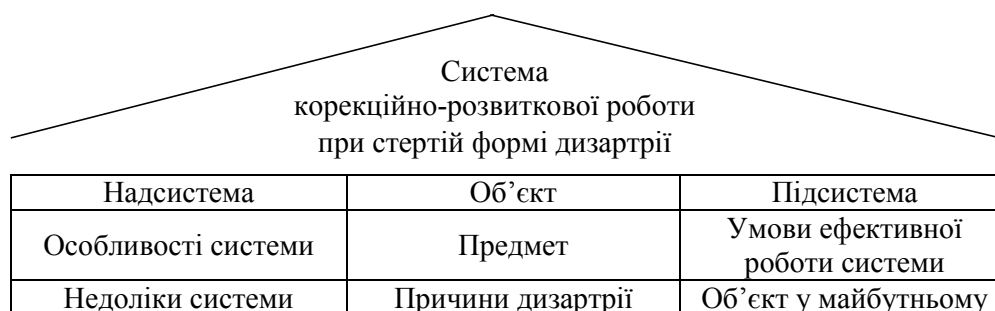 Система
корекційно-розвиткової роботи
при стертій формі дизартрії
Надсистема
Об’єкт
Підсистема
Особливості системи
Предмет
Умови ефективної
роботи системи
Недоліки системи
Причини дизартрії
Об’єкт у майбутньому